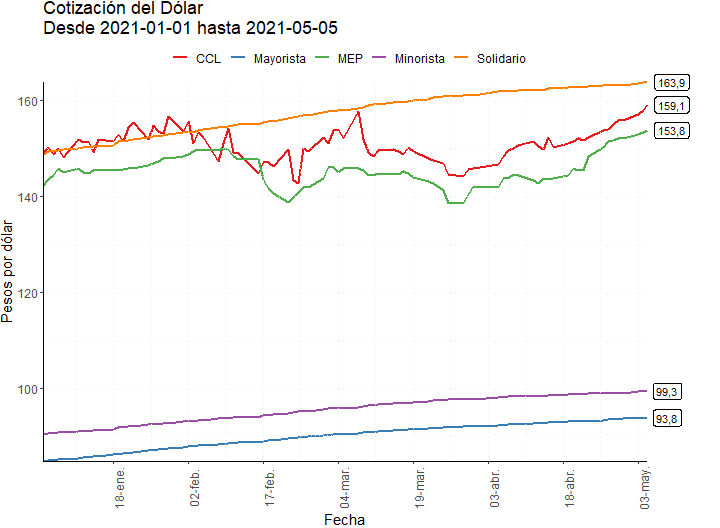 Cotización del Dólar
Desde 2021-01-01 hasta 2021-05-05
CCL Mayorista MEP Minorista Solidario
Pesos por dólar
160
140
120
100
163,9
159,1
153,8
99,3
93,8
18-ene.
02-feb.
17-feb.
04-mar.
19-mar.
03-abr.
18-abr.
03-may.
Fecha